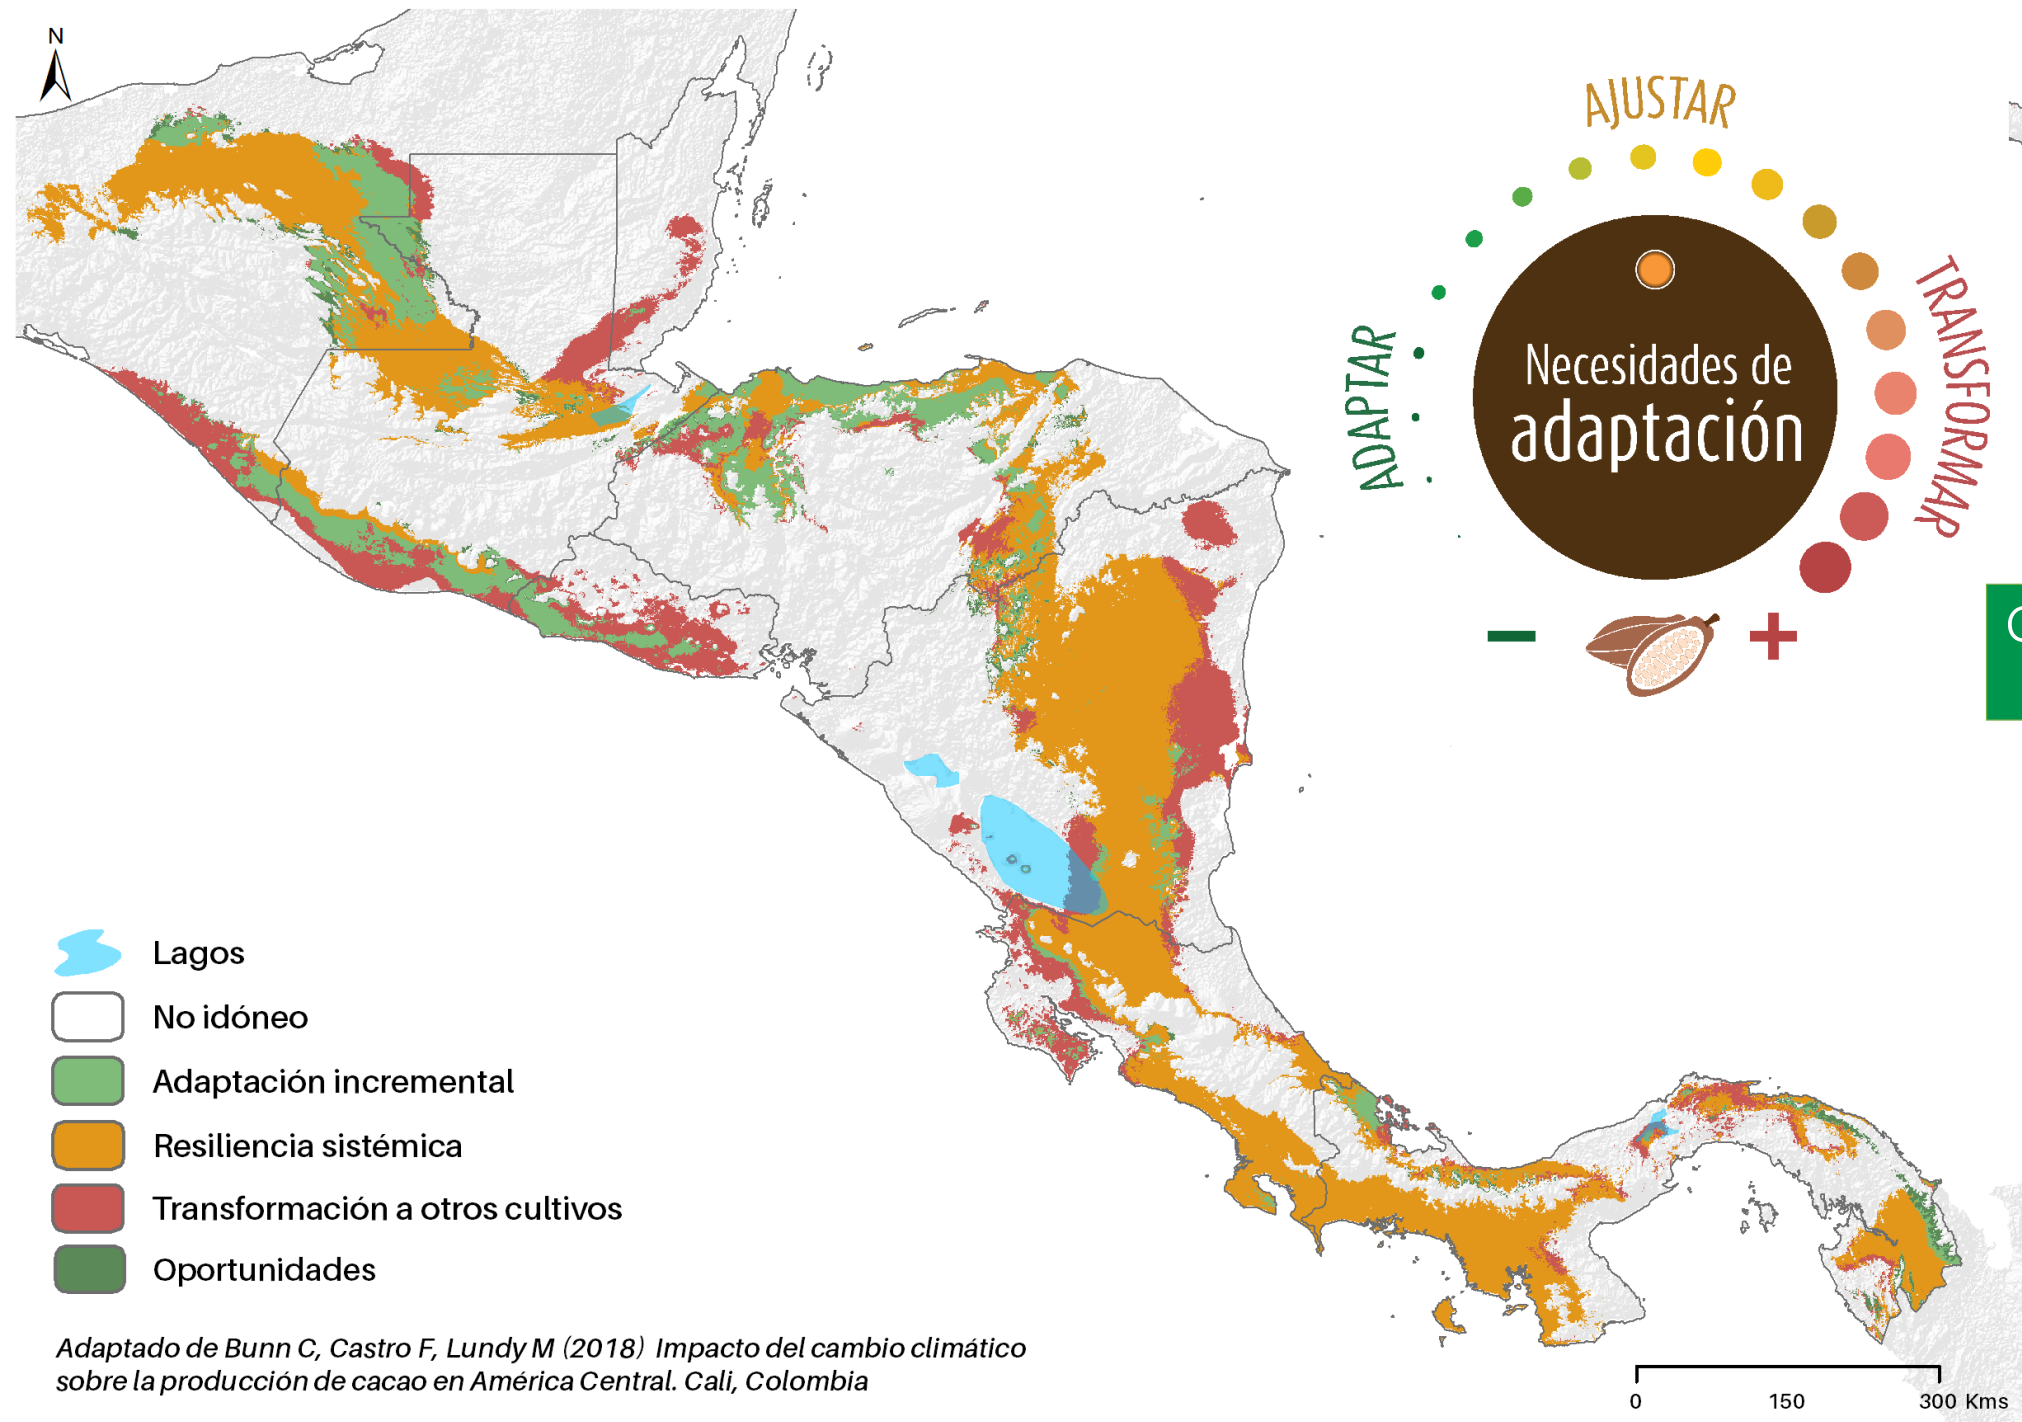 N
AJUSTAR
ADAPTAR
TRANSFORMAR
Necesidades de
adaptación
Lagos
No idóneo
Adaptación incremental
Resiliencia sistémica
Transformación a otros cultivos
Oportunidades
Adaptado de Bunn C, Castro F, Lundy M (2018) Impacto del cambio climático
sobre la producción de cacao en América Central. Cali, Colombia
0 150 300 Kms